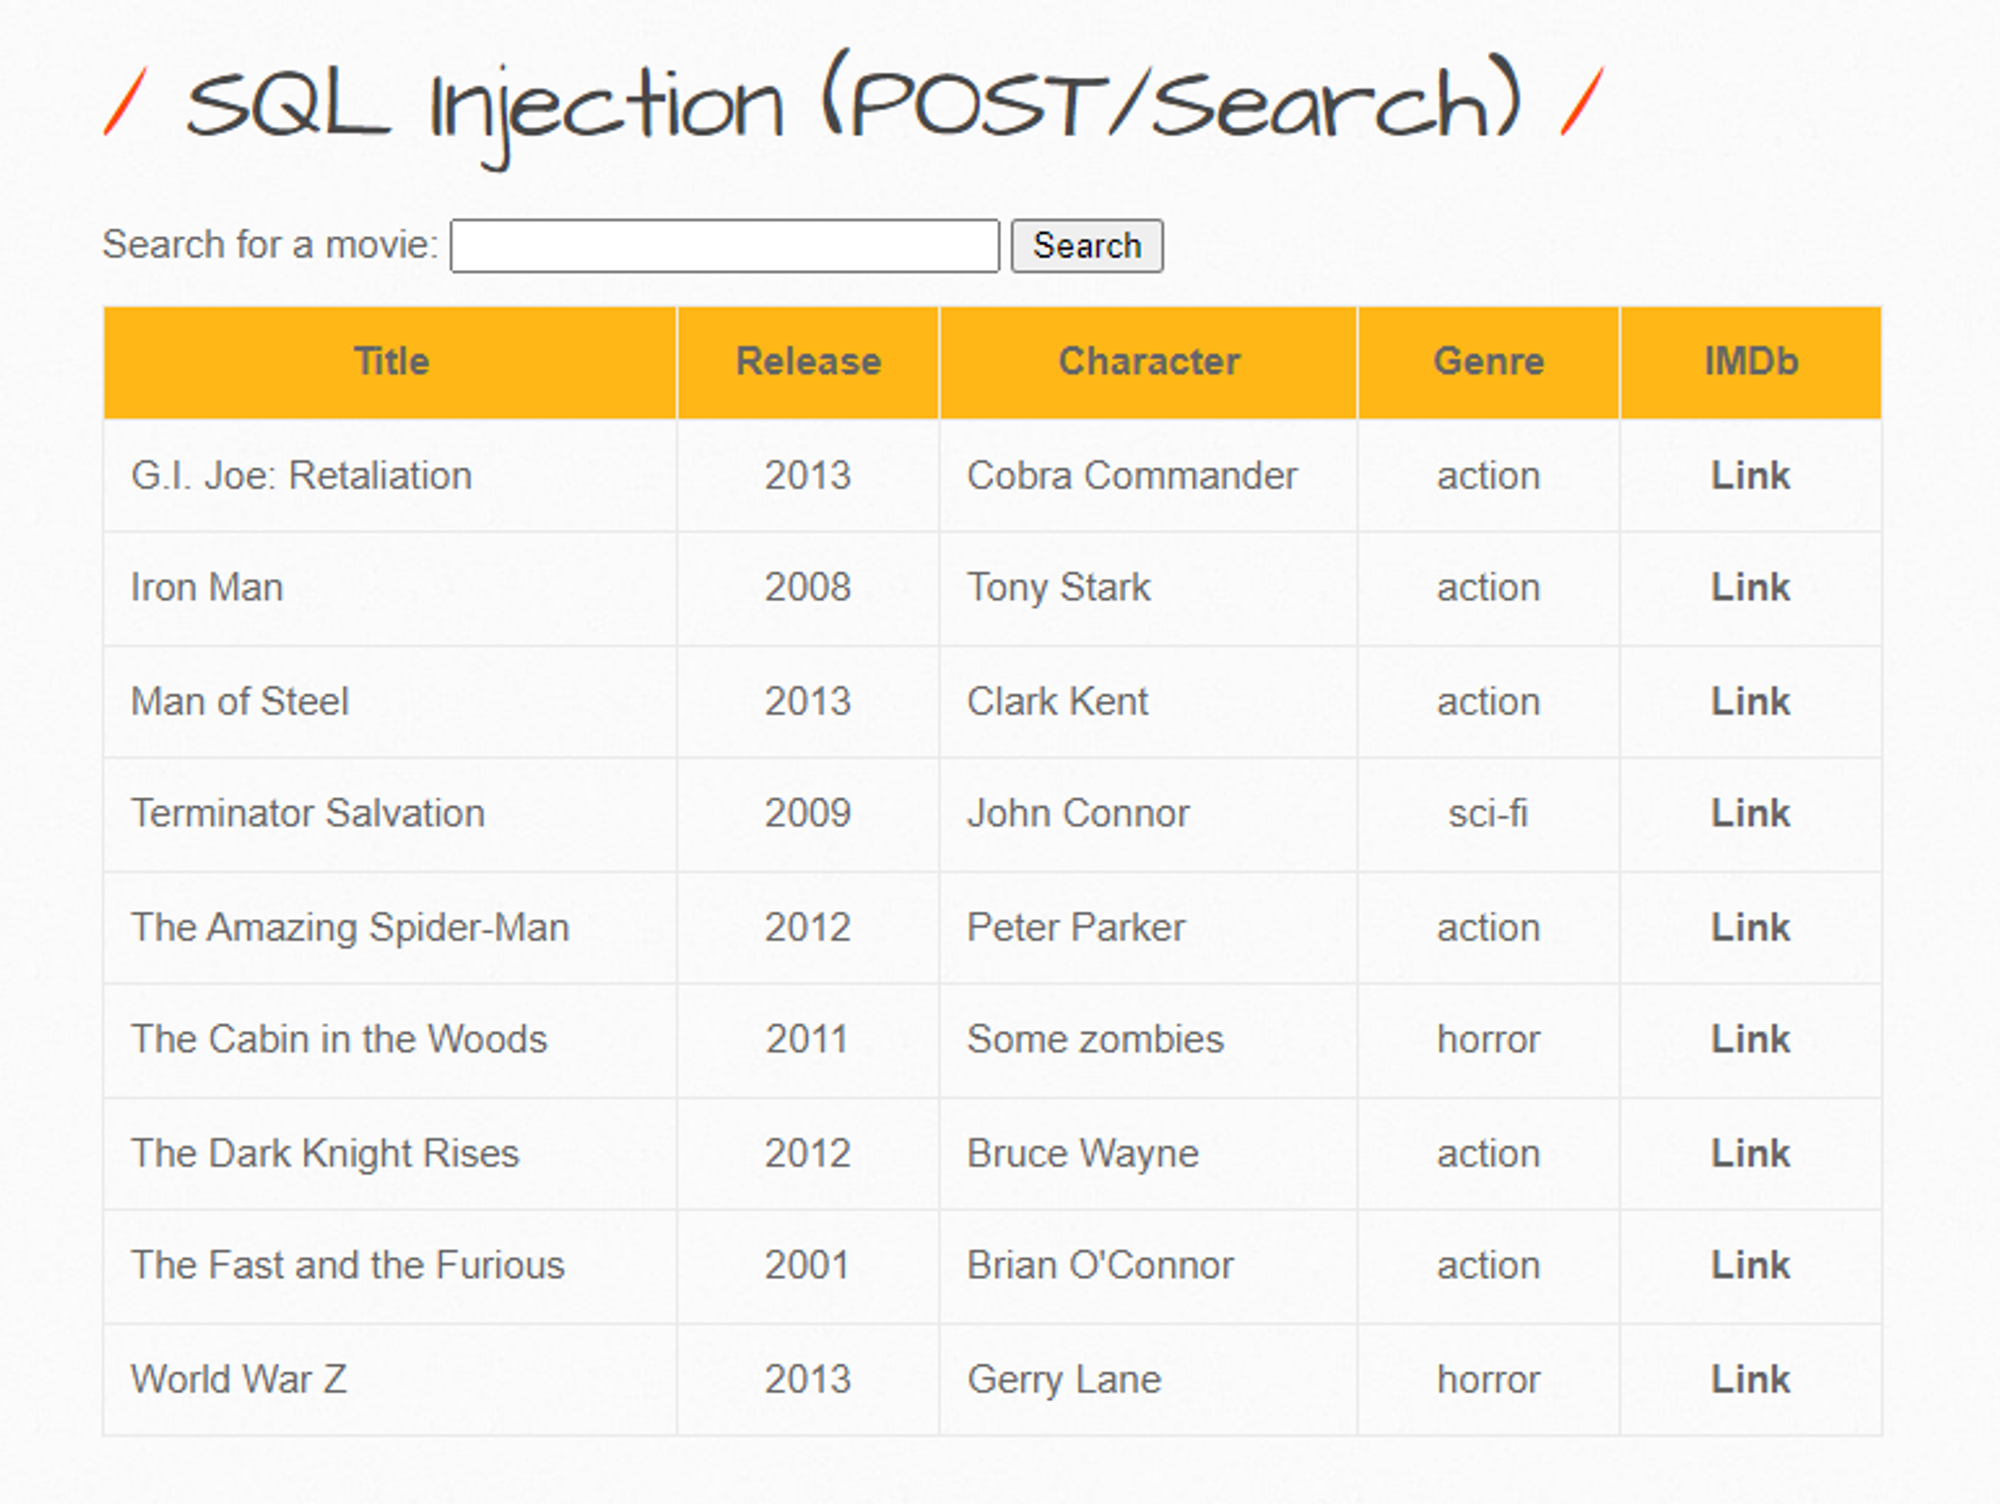 / SQL Injection (POST/Search) /
Search for a movie: Search
Title Release Character Genre IMDb
G.I. Joe: Retaliation 2013 Cobra Commander action Link
Iron Man 2008 Tony Stark action Link
Man of Steel 2013 Clark Kent action Link
Terminator Salvation 2009 John Connor sci-fi Link
The Amazing Spider-Man 2012 Peter Parker action Link
The Cabin in the Woods 2011 Some zombies horror Link
The Dark Knight Rises 2012 Bruce Wayne action Link
The Fast and the Furious 2001 Brian O'Connor action Link
World War Z 2013 Gerry Lane horror Link